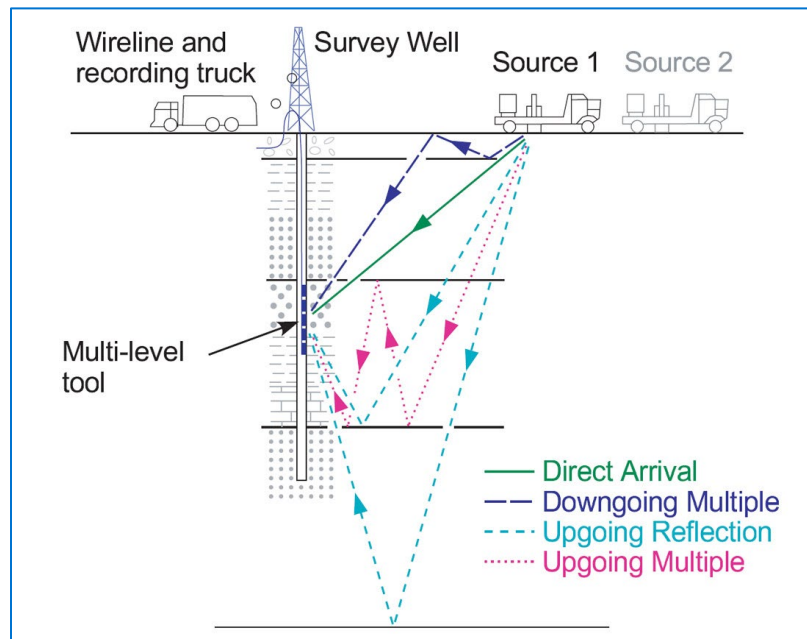 Wireline and
recording truck
Survey Well
Source 1
Source 2
Multi-level
tool
Direct Arrival
Downgoing Multiple
Upgoing Reflection
Upgoing Multiple